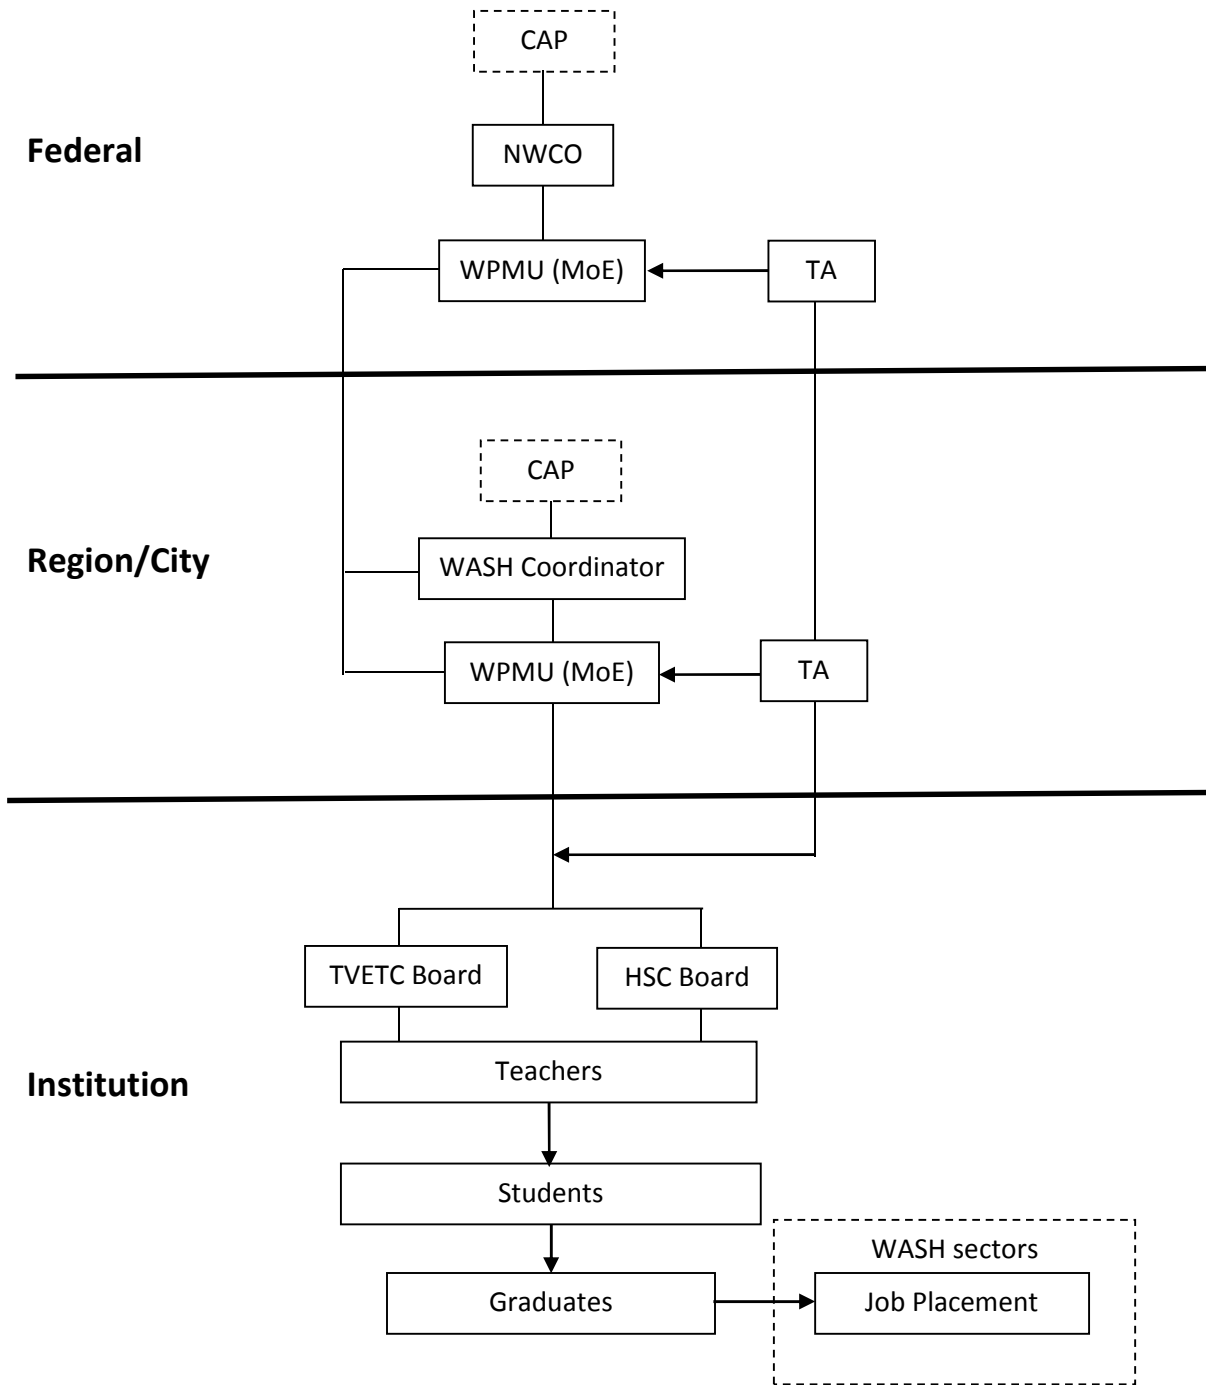 CAP
Federal
NWCO
WPMU (MoE)
TA
CAP
Region/City
WASH Coordinator
WPMU (MoE)
TA
TVETC Board
HSC Board
Institution
Teachers
Students
WASH sectors
Graduates
Job Placement